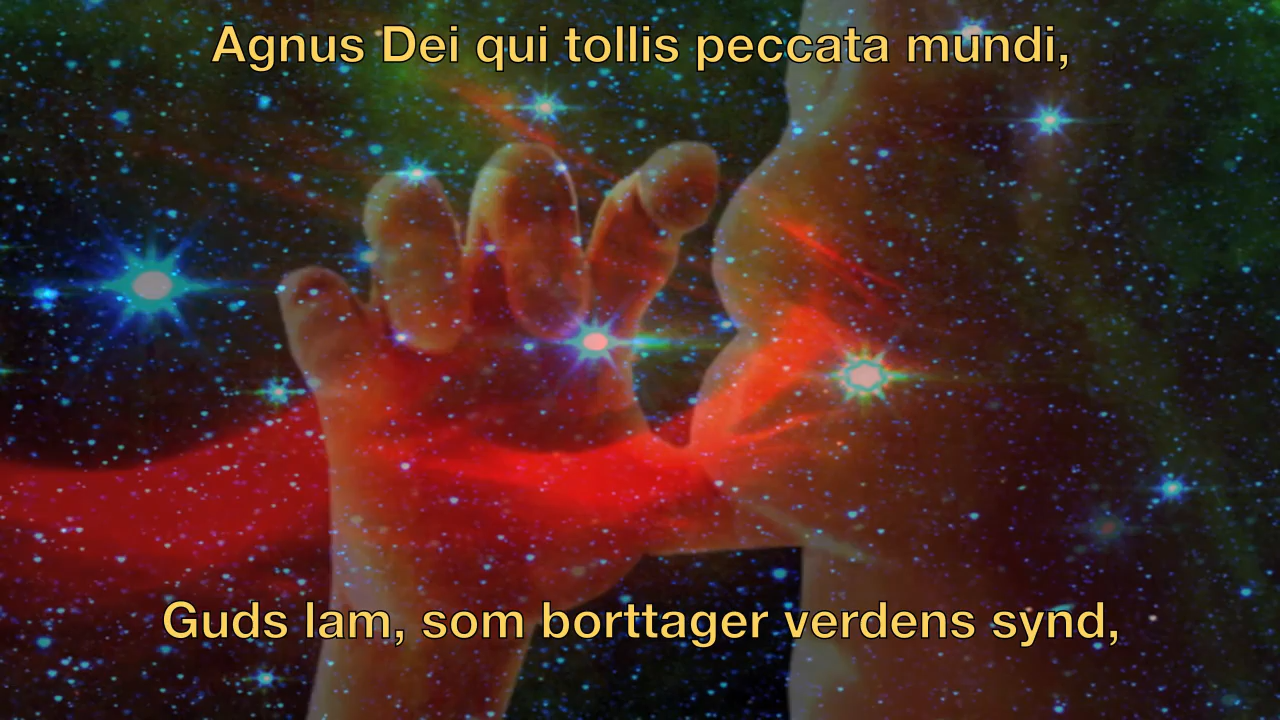 Agnus Dei qui tollis peccata mundi,
Guds lam, som borttager verdens synd,